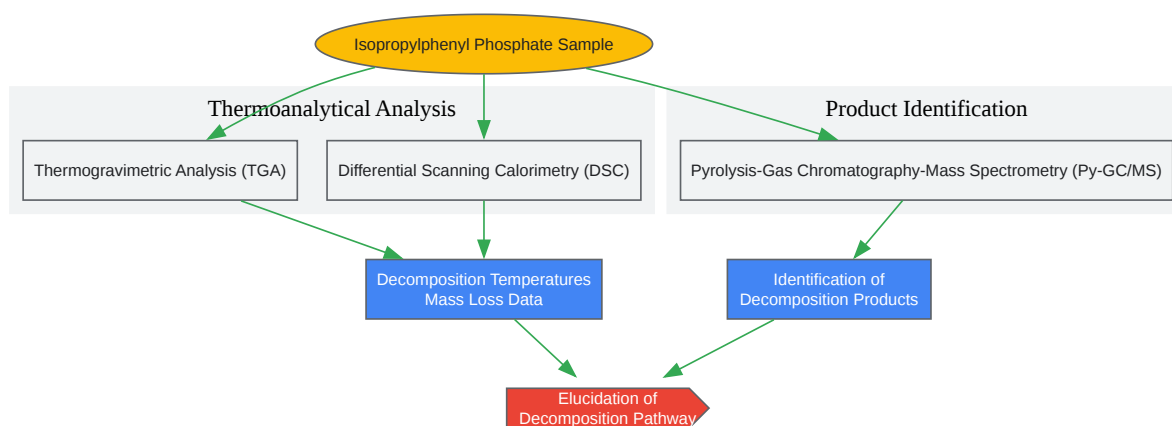 Isopropylphenyl Phosphate Sample
Thermoanalytical Analysis
Product Identification
Thermogravimetric Analysis (TGA)
Differential Scanning Calorimetry (DSC)
Pyrolysis-Gas Chromatography-Mass Spectrometry (Py-GC/MS)
Decomposition Temperatures
Mass Loss Data
Identification of
Decomposition Products
Elucidation of
Decomposition Pathway